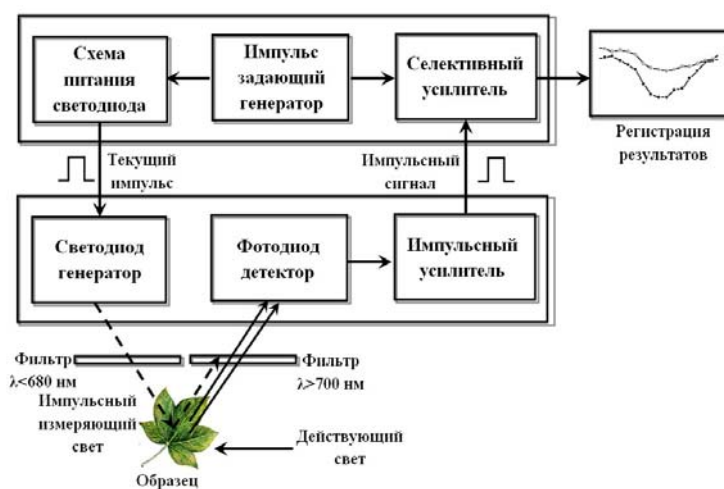 Схема
питания
светодиода
Импульс
задающий
генератор
Селективный
усилитель
Регистрация
результатов
Текущий
импульс
Импульсный
сигнал
Светодиод
генератор
Фотодиод
детектор
Импульсный
усилитель
Фильтр
λ<680 нм
Фильтр
λ>700 нм
Импульсный
измеряющий
свет
Действующий
свет
Образец